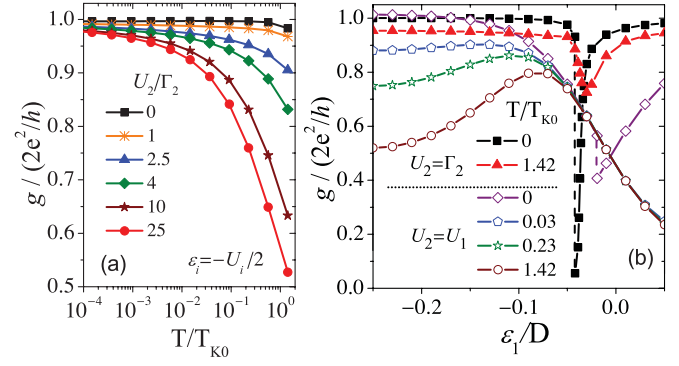 (a)
U₂/Γ₂
0
1
2.5
4
10
25
εᵢ=−Uᵢ/2
g / (2e²/h)
1.0
0.9
0.8
0.7
0.6
0.5
10⁻⁴ 10⁻³ 10⁻² 10⁻¹ 10⁰ 10¹
T/T_K0
(b)
T/T_K0
U₂=Γ₂
0
1.42
U₂=U₁
0
0.03
0.23
1.42
g / (2e²/h)
1.0
0.8
0.6
0.4
0.2
0.0
−0.2 −0.1 0.0
ε₁/D